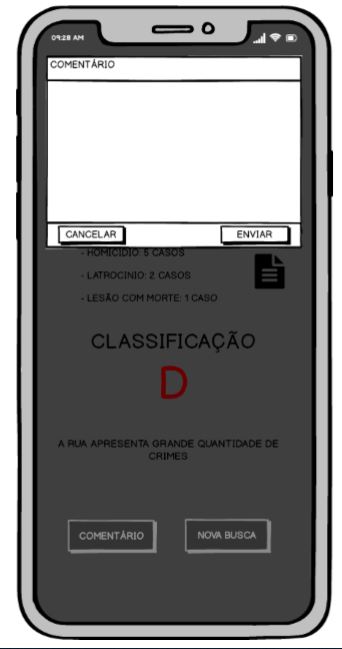 09:28 AM
COMENTÁRIO
CANCELAR
ENVIAR
- HOMICIDIO: 5 CASOS
- LATROCINIO: 2 CASOS
- LESÃO COM MORTE: 1 CASO
CLASSIFICAÇÃO
D
A RUA APRESENTA GRANDE QUANTIDADE DE
CRIMES
COMENTÁRIO
NOVA BUSCA